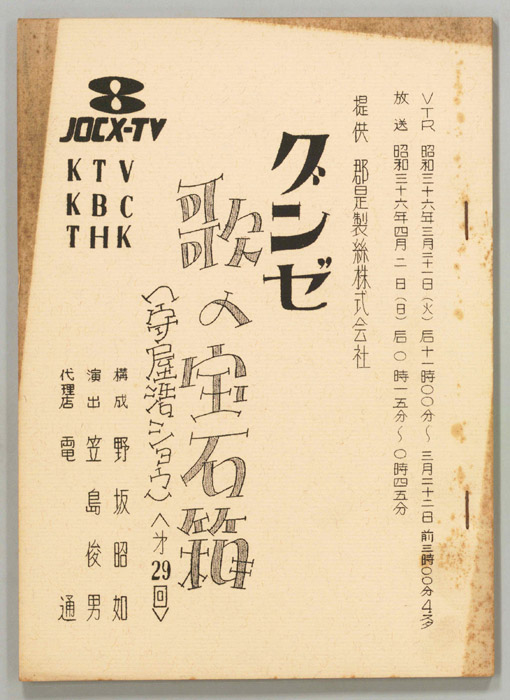 VTR 昭和三十六年三月二十一日(火)后十一時〇〇分〜三月二十二日前三時〇〇分
放送 昭和三十六年四月二日(日)后〇時一五分〜〇時四五分
提供 郡是製絲株式会社
グンゼ
歌の宝石箱
(守屋浩ショウ)
<才29回>
8
JOCX-TV
KTV
KBC
THK
構成 野坂昭如
演出 笠島俊男
代理店 電通